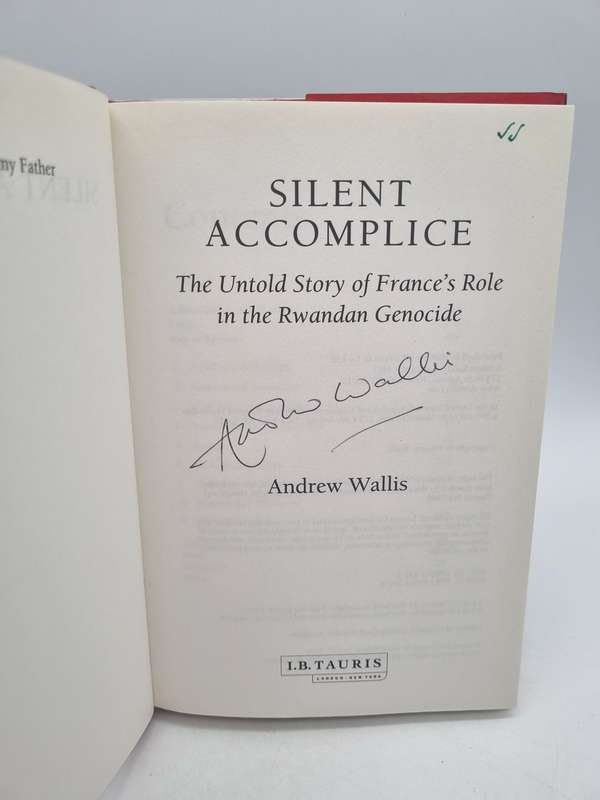 my Father
SILENT
ACCOMPLICE
The Untold Story of France's Role
in the Rwandan Genocide
Andrew Wallis
Andrew Wallis
I.B. TAURIS
LONDON · NEW YORK